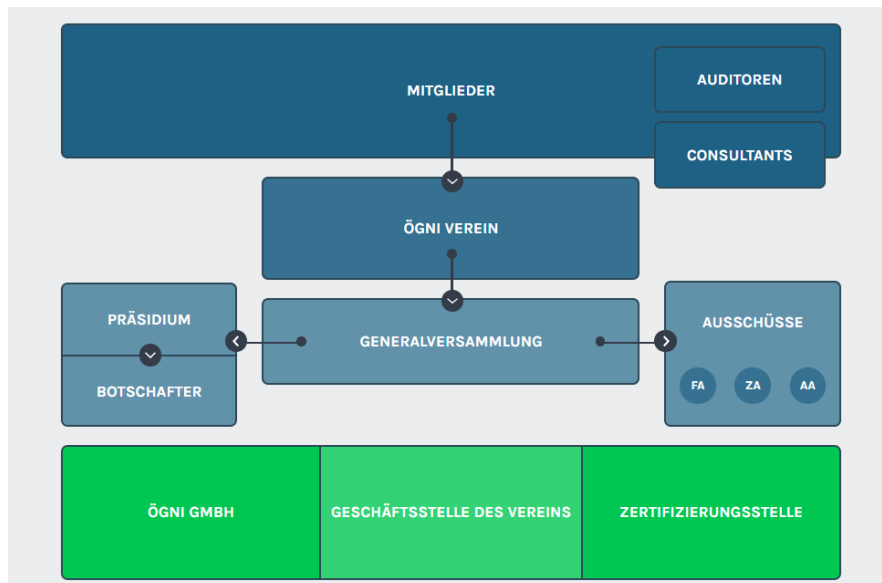 MITGLIEDER
AUDITOREN
CONSULTANTS
ÖGNI VEREIN
PRÄSIDIUM
BOTSCHAFTER
GENERALVERSAMMLUNG
AUSSCHÜSSE
FA
ZA
AA
ÖGNI GMBH
GESCHÄFTSSTELLE DES VEREINS
ZERTIFIZIERUNGSSTELLE